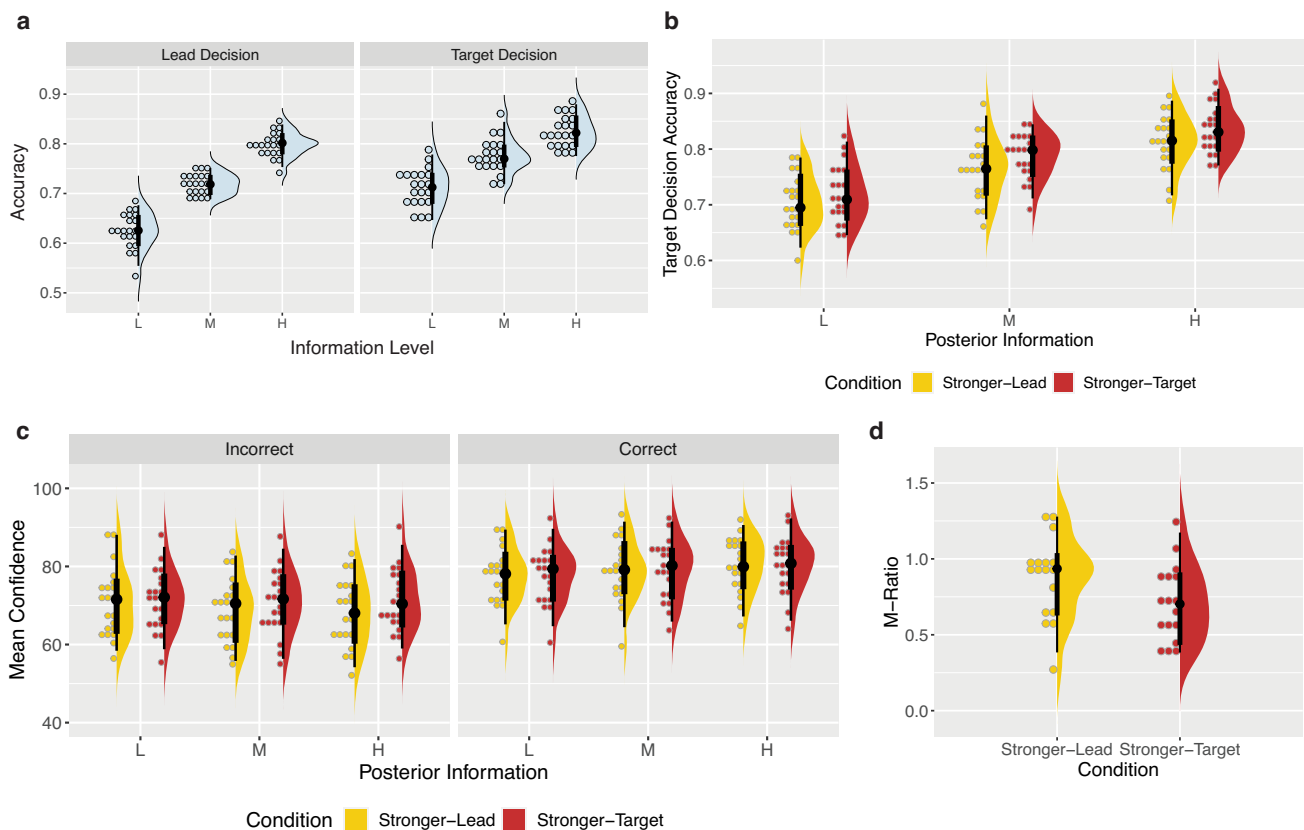 a
Lead Decision Target Decision
Accuracy
0.9
0.8
0.7
0.6
0.5
L M H L M H
Information Level
b
Target Decision Accuracy
0.9
0.8
0.7
0.6
L M H
Posterior Information
Condition Stronger−Lead Stronger−Target
c
Incorrect Correct
Mean Confidence
100
80
60
40
L M H L M H
Posterior Information
Condition Stronger−Lead Stronger−Target
d
M−Ratio
1.5
1.0
0.5
0.0
Stronger−Lead Stronger−Target
Condition